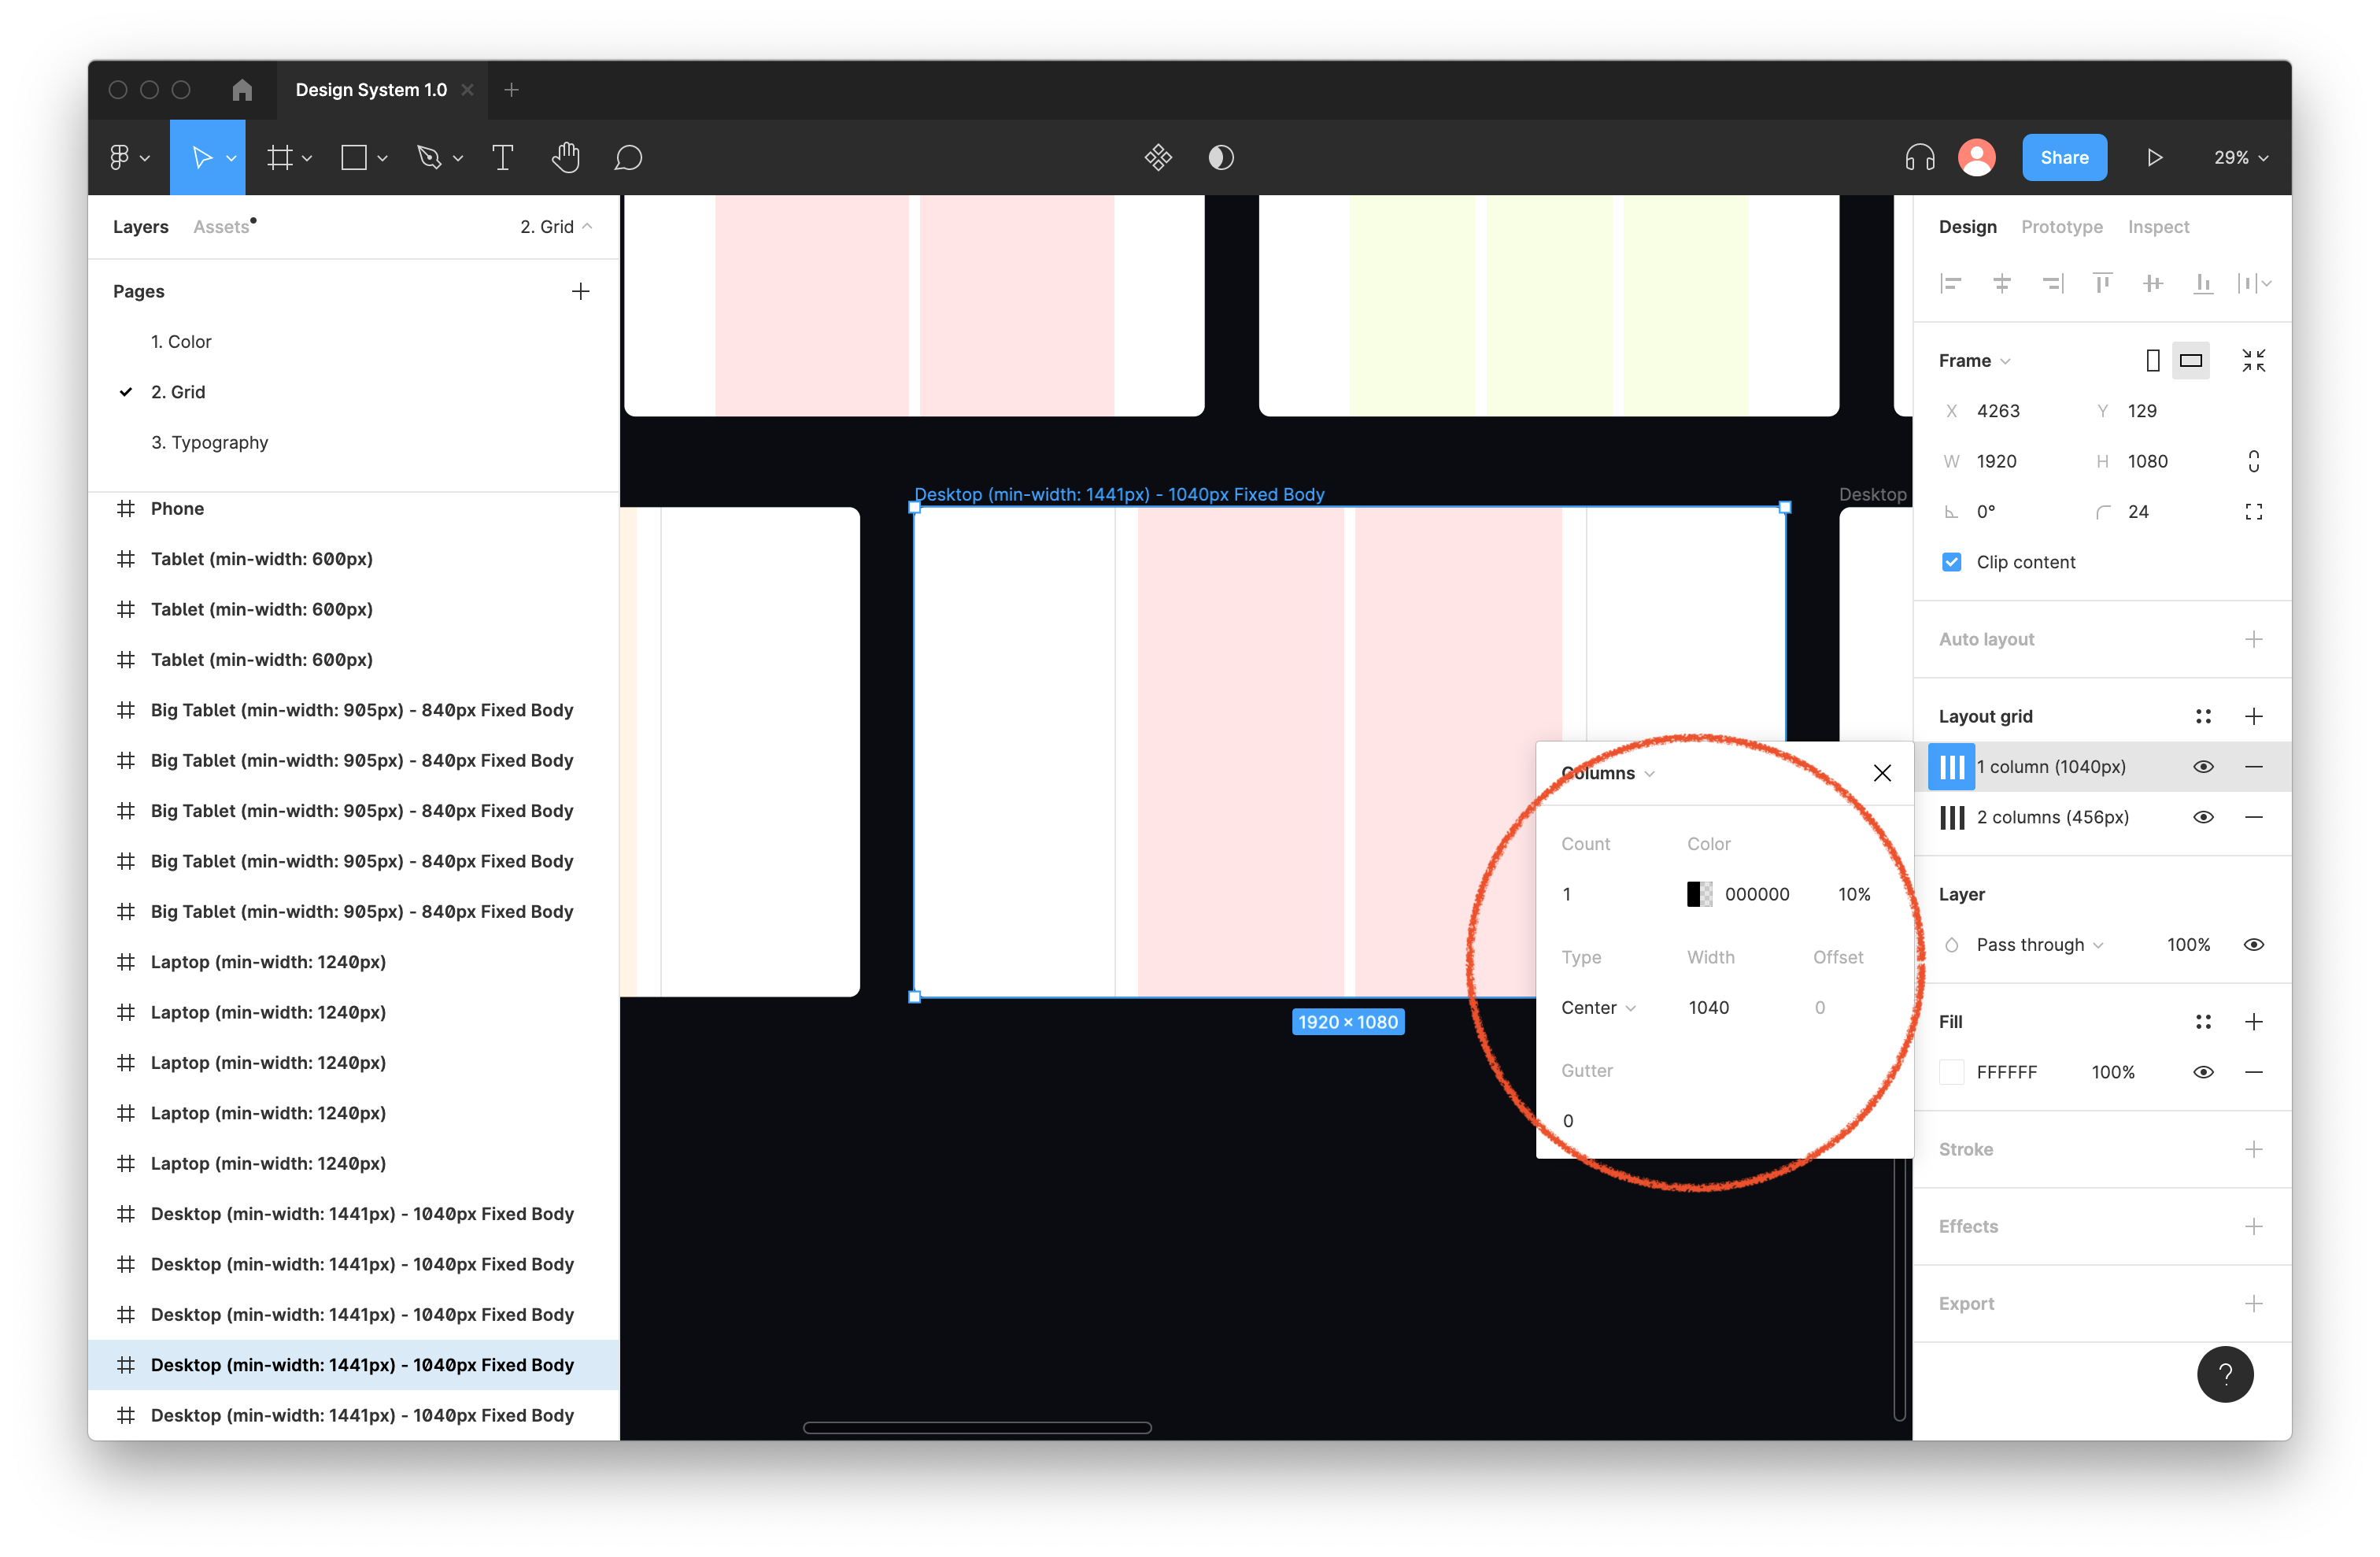 Design System 1.0
Share
29%
Layers
Assets
2. Grid
Pages
1. Color
2. Grid
3. Typography
Phone
Tablet (min-width: 600px)
Tablet (min-width: 600px)
Tablet (min-width: 600px)
Big Tablet (min-width: 905px) - 840px Fixed Body
Big Tablet (min-width: 905px) - 840px Fixed Body
Big Tablet (min-width: 905px) - 840px Fixed Body
Big Tablet (min-width: 905px) - 840px Fixed Body
Big Tablet (min-width: 905px) - 840px Fixed Body
Laptop (min-width: 1240px)
Laptop (min-width: 1240px)
Laptop (min-width: 1240px)
Laptop (min-width: 1240px)
Laptop (min-width: 1240px)
Desktop (min-width: 1441px) - 1040px Fixed Body
Desktop (min-width: 1441px) - 1040px Fixed Body
Desktop (min-width: 1441px) - 1040px Fixed Body
Desktop (min-width: 1441px) - 1040px Fixed Body
Desktop (min-width: 1441px) - 1040px Fixed Body
Desktop (min-width: 1441px) - 1040px Fixed Body
Desktop
1920 × 1080
Columns
Count Color
1 000000 10%
Type Width Offset
Center 1040 0
Gutter
0
Design Prototype Inspect
Frame
X 4263 Y 129
W 1920 H 1080
0° 24
Clip content
Auto layout
Layout grid
1 column (1040px)
2 columns (456px)
Layer
Pass through 100%
Fill
FFFFFF 100%
Stroke
Effects
Export
?